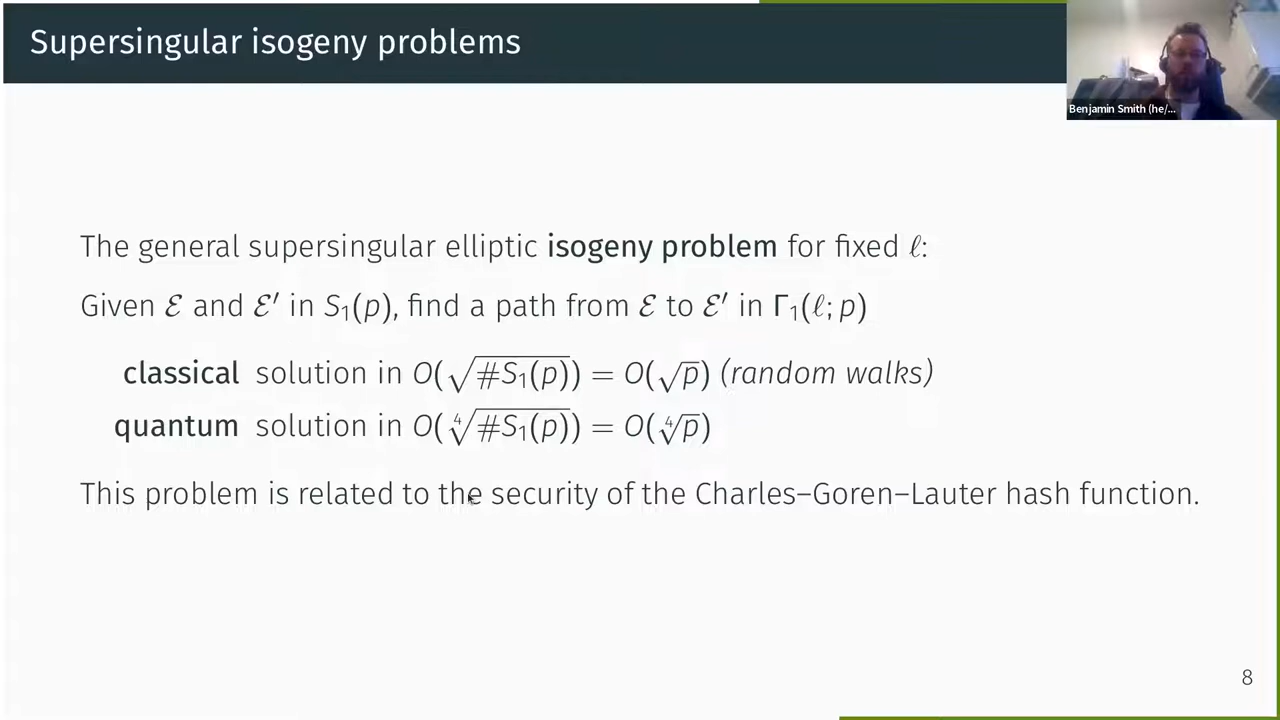 Supersingular isogeny problems
Benjamin Smith (he/...
The general supersingular elliptic isogeny problem for fixed ℓ:
Given ℰ and ℰ′ in S₁(p), find a path from ℰ to ℰ′ in Γ₁(ℓ; p)
classical solution in O(√#S₁(p)) = O(√p) (random walks)
quantum solution in O(∜#S₁(p)) = O(∜p)
This problem is related to the security of the Charles–Goren–Lauter hash function.
8